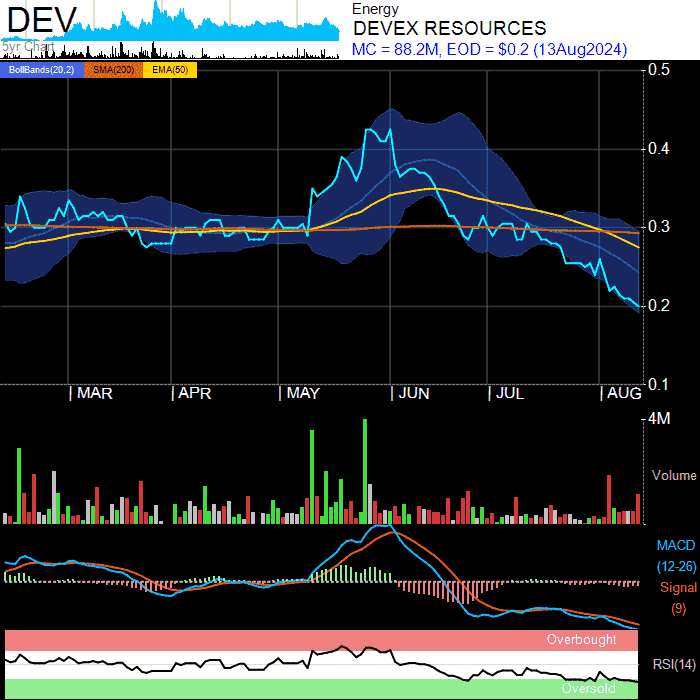 DEV
5yr Chart
Energy
DEVEX RESOURCES
MC = 88.2M, EOD = $0.2 (13Aug2024)
BollBands(20,2) SMA(200) EMA(50)
0.5
0.4
0.3
0.2
0.1
| MAR | APR | MAY | JUN | JUL | AUG
4M
Volume
MACD
(12-26)
Signal
(9)
Overbought
RSI(14)
Oversold